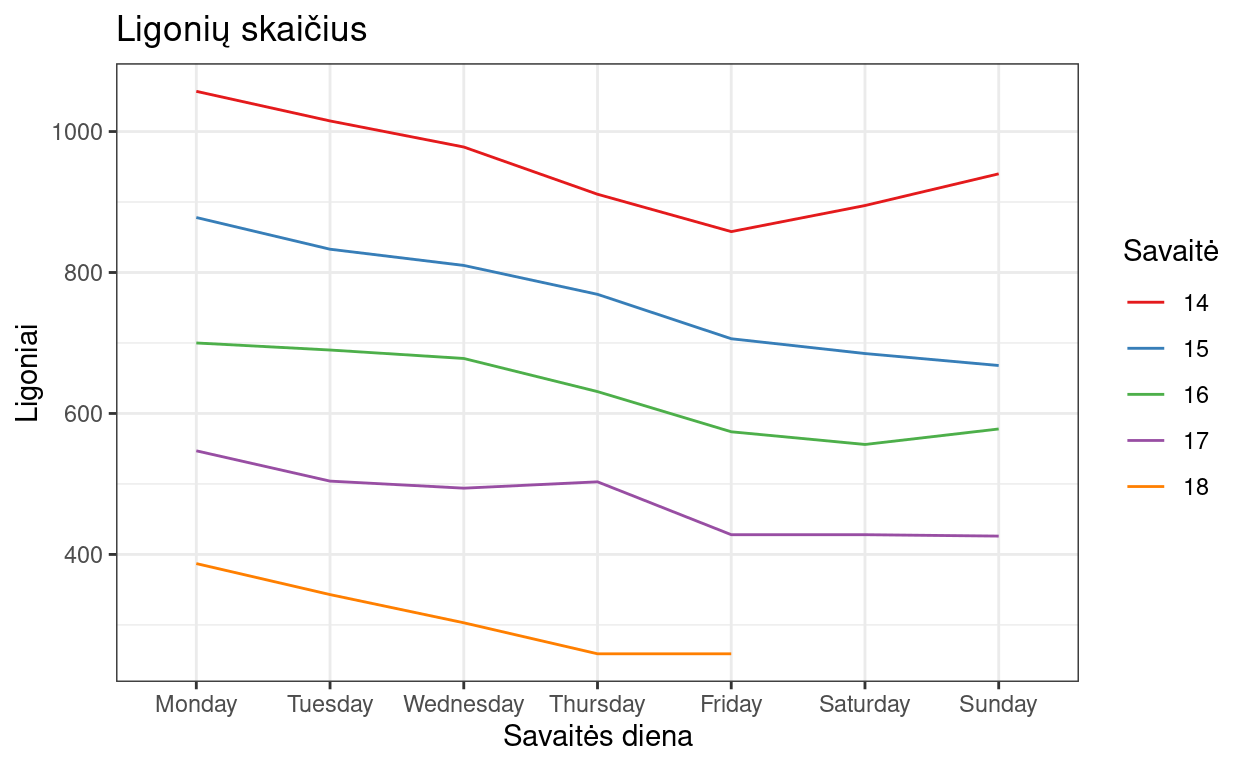 Ligonių skaičius
Ligoniai
1000
800
600
400
Monday Tuesday Wednesday Thursday Friday Saturday Sunday
Savaitės diena
Savaitė
14
15
16
17
18